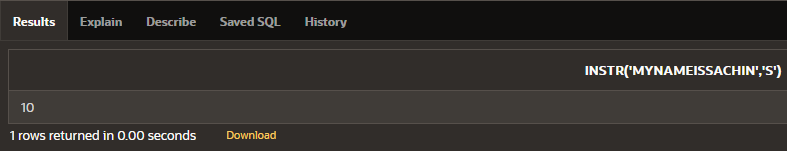 Results Explain Describe Saved SQL History
INSTR('MYNAMEISSACHIN','S')
10
1 rows returned in 0.00 seconds Download